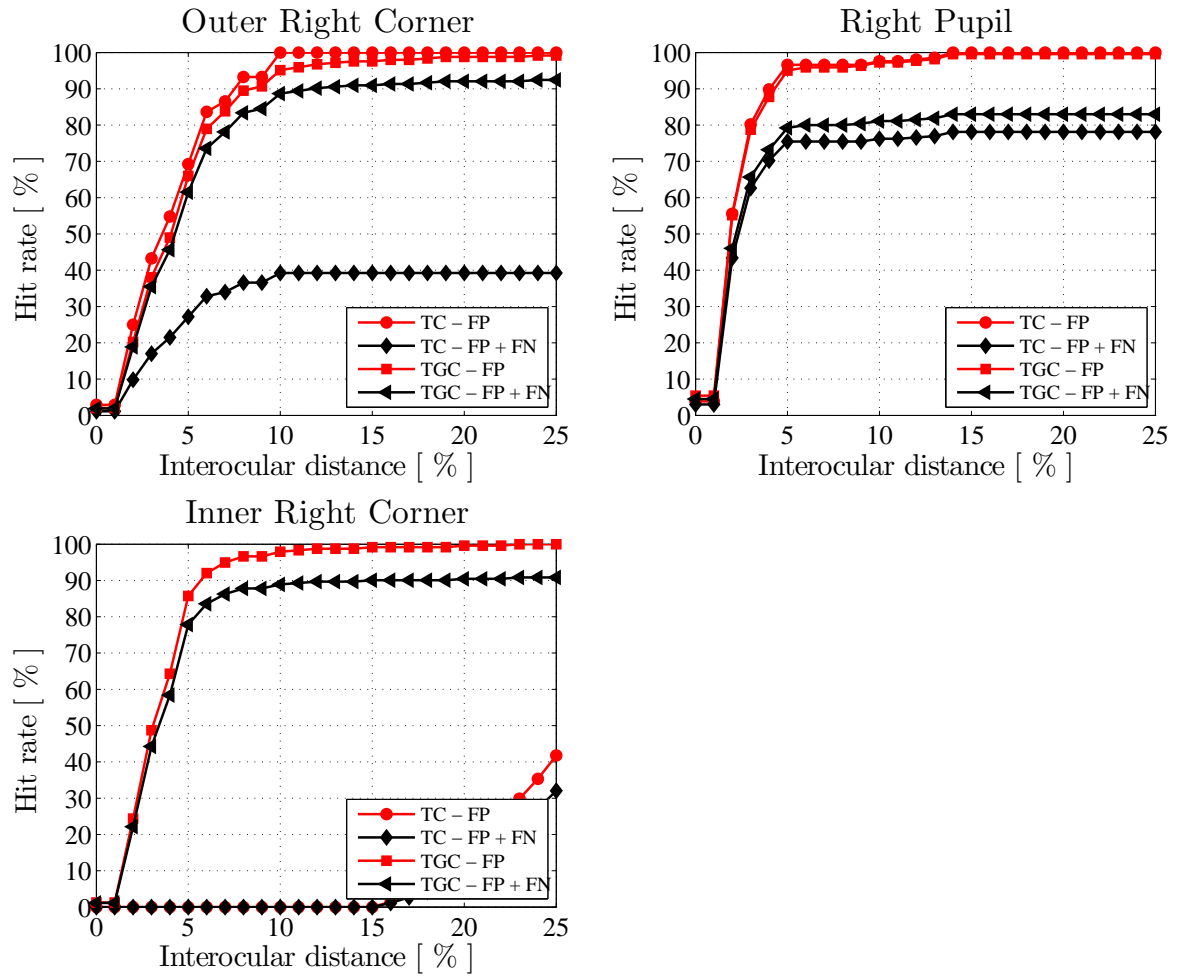 Outer Right Corner
100
90
80
70
60
50
40
30
20
10
0
Hit rate [ % ]
TC – FP
TC – FP + FN
TGC – FP
TGC – FP + FN
0 5 10 15 20 25
Interocular distance [ % ]
Right Pupil
100
90
80
70
60
50
40
30
20
10
0
Hit rate [ % ]
TC – FP
TC – FP + FN
TGC – FP
TGC – FP + FN
0 5 10 15 20 25
Interocular distance [ % ]
Inner Right Corner
100
90
80
70
60
50
40
30
20
10
0
Hit rate [ % ]
TC – FP
TC – FP + FN
TGC – FP
TGC – FP + FN
0 5 10 15 20 25
Interocular distance [ % ]